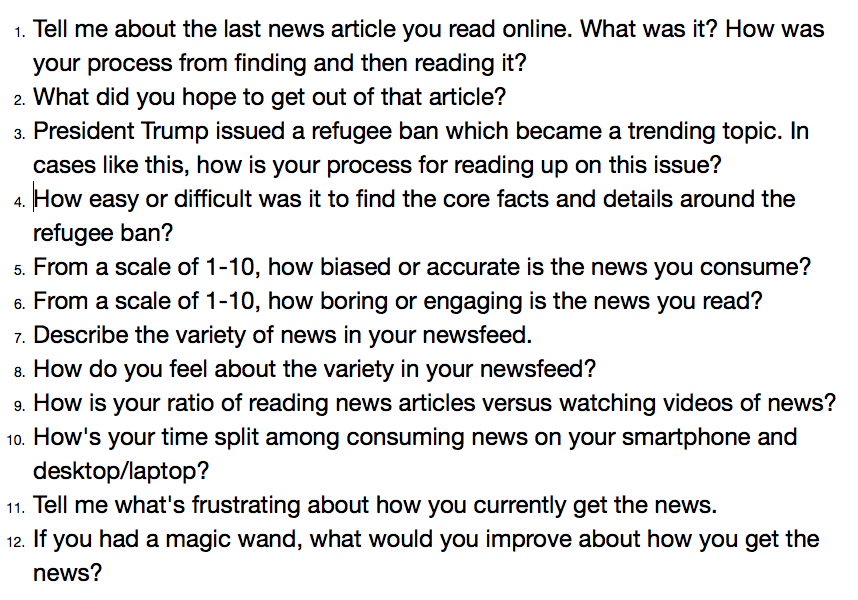 1. Tell me about the last news article you read online. What was it? How was
your process from finding and then reading it?
2. What did you hope to get out of that article?
3. President Trump issued a refugee ban which became a trending topic. In
cases like this, how is your process for reading up on this issue?
4. How easy or difficult was it to find the core facts and details around the
refugee ban?
5. From a scale of 1-10, how biased or accurate is the news you consume?
6. From a scale of 1-10, how boring or engaging is the news you read?
7. Describe the variety of news in your newsfeed.
8. How do you feel about the variety in your newsfeed?
9. How is your ratio of reading news articles versus watching videos of news?
10. How's your time split among consuming news on your smartphone and
desktop/laptop?
11. Tell me what's frustrating about how you currently get the news.
12. If you had a magic wand, what would you improve about how you get the
news?